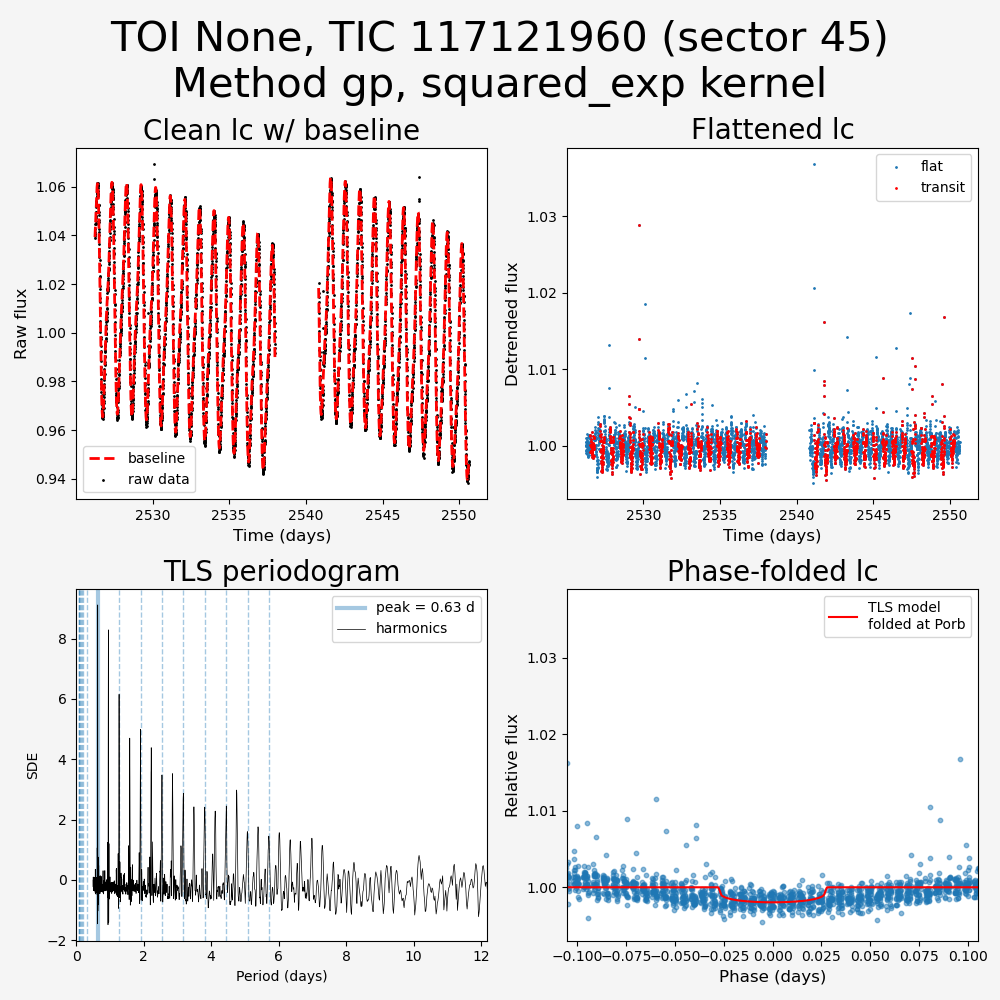 TOI None, TIC 117121960 (sector 45)
Method gp, squared_exp kernel
Clean lc w/ baseline
Raw flux
1.06
1.04
1.02
1.00
0.98
0.96
0.94
baseline
raw data
2530
2535
2540
2545
2550
Time (days)
Flattened lc
Detrended flux
1.03
1.02
1.01
1.00
flat
transit
2530
2535
2540
2545
2550
Time (days)
TLS periodogram
SDE
8
6
4
2
0
−2
peak = 0.63 d
harmonics
0
2
4
6
8
10
12
Period (days)
Phase-folded lc
Relative flux
1.03
1.02
1.01
1.00
TLS model
folded at Porb
−0.100
−0.075
−0.050
−0.025
0.000
0.025
0.050
0.075
0.100
Phase (days)